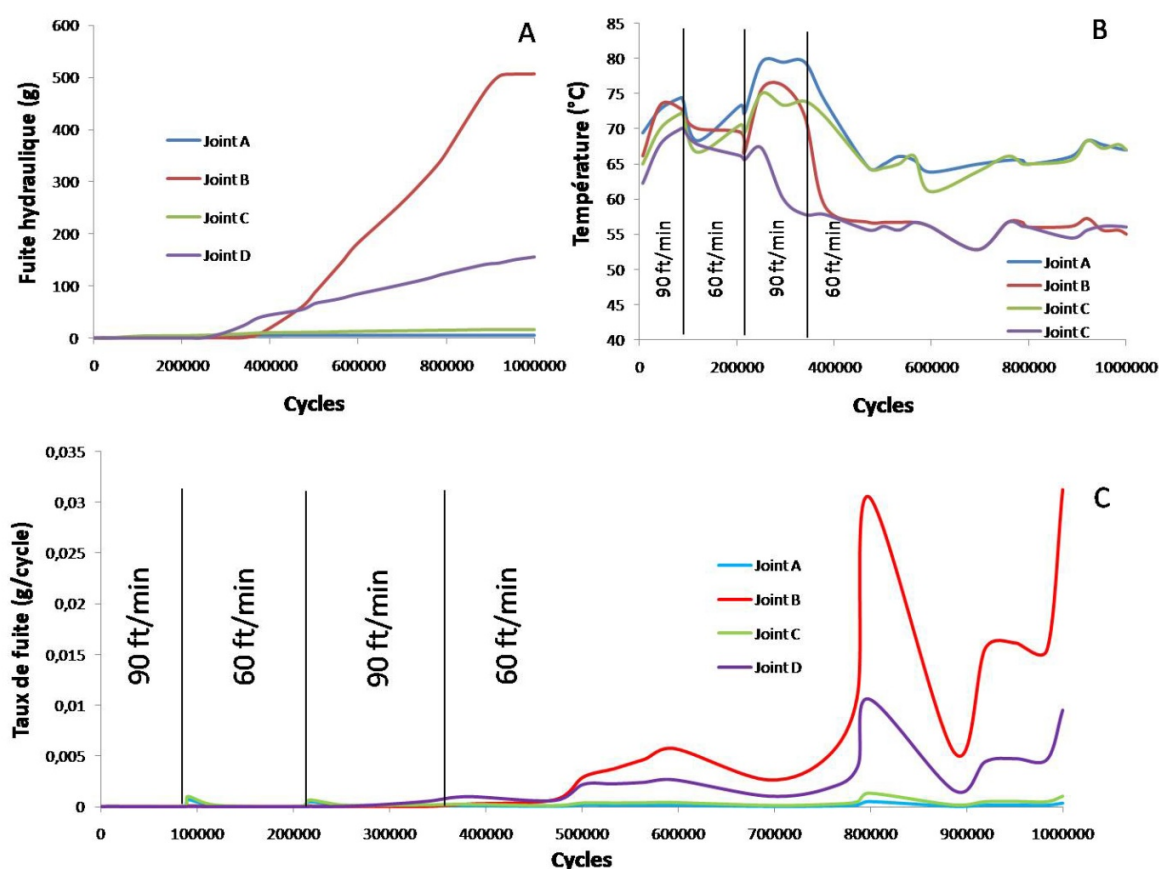 A
Fuite hydraulique (g)
600
500
400
300
200
100
0
0
200000
400000
600000
800000
1000000
Cycles
Joint A
Joint B
Joint C
Joint D
B
Température (°C)
85
80
75
70
65
60
55
50
45
40
90 ft/min
60 ft/min
90 ft/min
60 ft/min
0
200000
400000
600000
800000
1000000
Cycles
Joint A
Joint B
Joint C
Joint C
C
Taux de fuite (g/cycle)
0,035
0,03
0,025
0,02
0,015
0,01
0,005
0
90 ft/min
60 ft/min
90 ft/min
60 ft/min
Joint A
Joint B
Joint C
Joint D
0
100000
200000
300000
400000
500000
600000
700000
800000
900000
1000000
Cycles